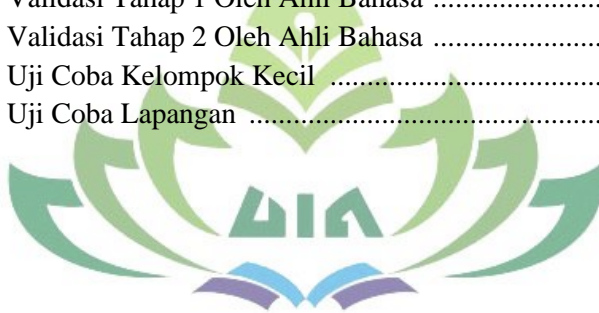 Validasi Tahap 1 Oleh Ahli Bahasa ........................
Validasi Tahap 2 Oleh Ahli Bahasa ........................
Uji Coba Kelompok Kecil .......................................
Uji Coba Lapangan ..................................................
UIN